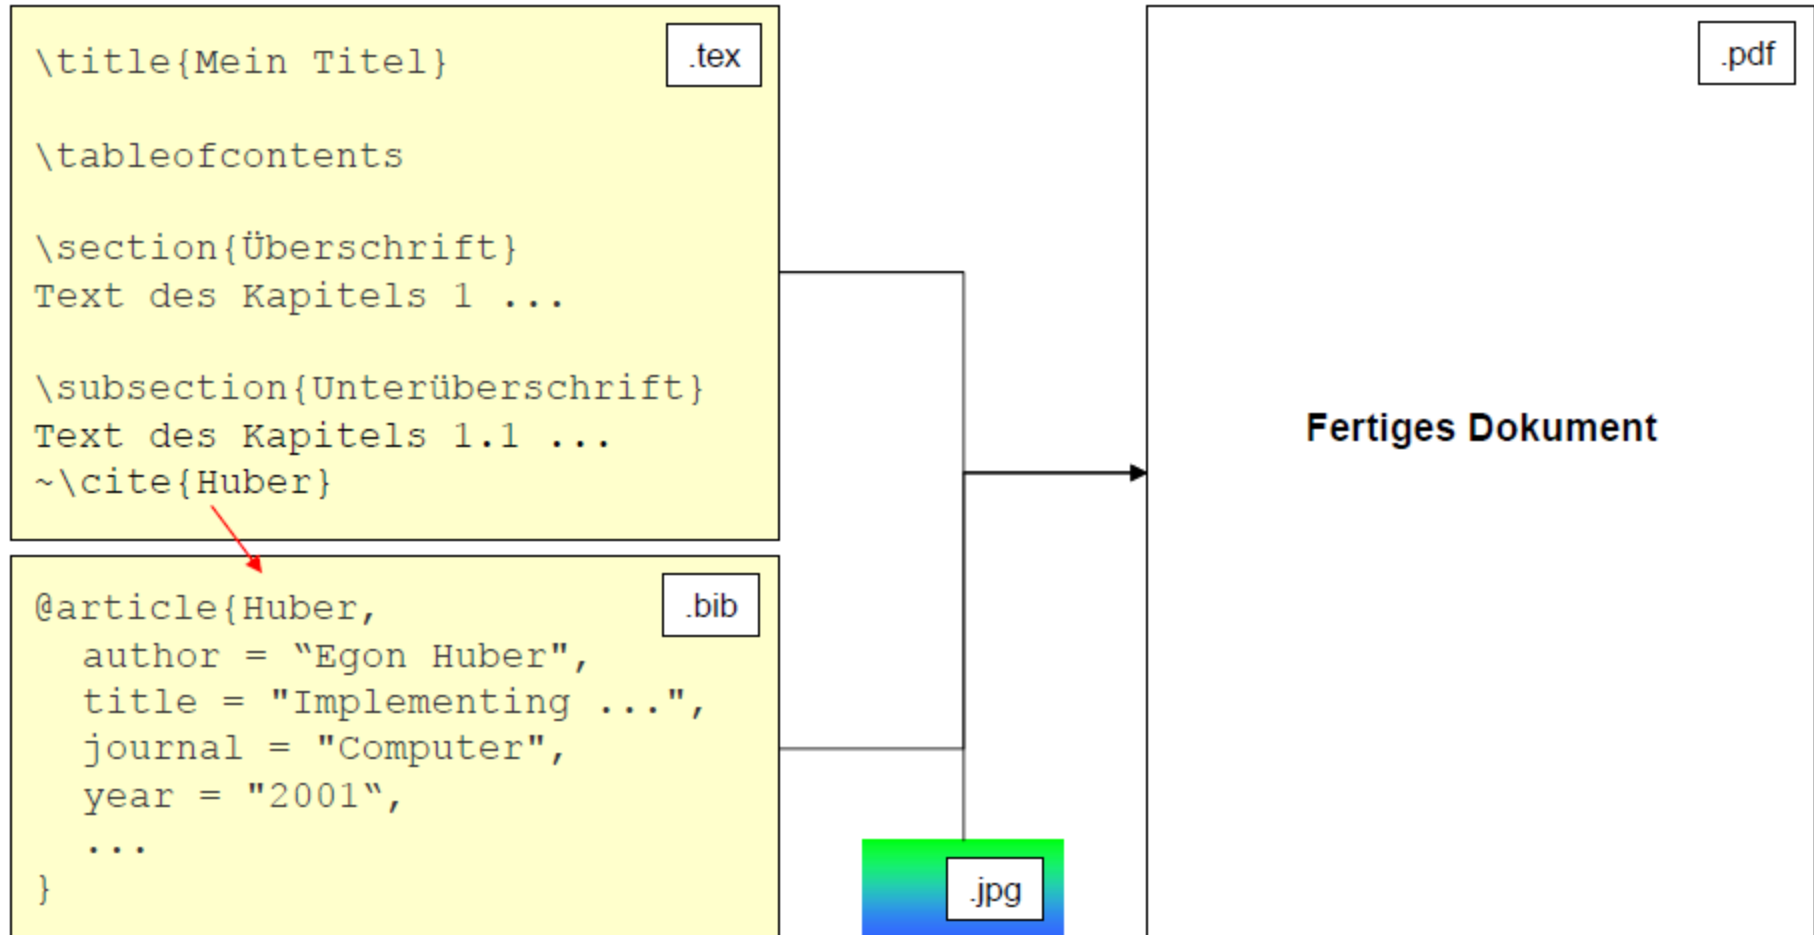 \title{Mein Titel}
.tex
\tableofcontents
\section{Überschrift}
Text des Kapitels 1 ...
\subsection{Unterüberschrift}
Text des Kapitels 1.1 ...
~\cite{Huber}
@article{Huber,
.bib
author = “Egon Huber",
title = "Implementing ...",
journal = "Computer",
year = "2001“,
...
}
.jpg
.pdf
Fertiges Dokument